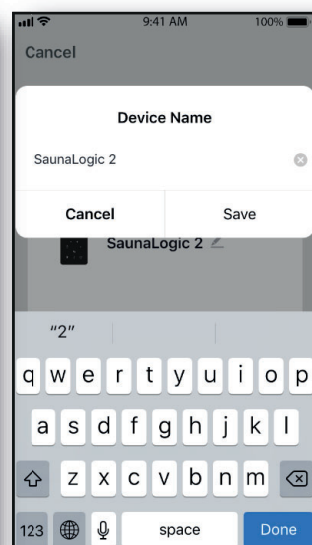 9:41 AM 100%
Cancel
Device Name
SaunaLogic 2
Cancel Save
SaunaLogic 2
"2"
q w e r t y u i o p
a s d f g h j k l
z x c v b n m
123 space Done